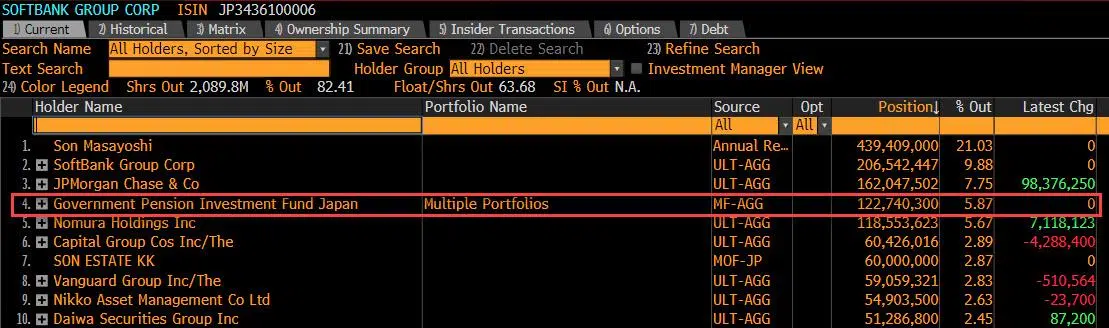 SOFTBANK GROUP CORP ISIN JP3436100006
1) Current 2) Historical 3) Matrix 4) Ownership Summary 5) Insider Transactions 6) Options 7) Debt
Search Name All Holders, Sorted by Size 21) Save Search 22) Delete Search 23) Refine Search
Text Search Holder Group All Holders Investment Manager View
24) Color Legend Shrs Out 2,089.8M % Out 82.41 Float/Shrs Out 63.68 SI % Out N.A.
Holder Name Portfolio Name Source Opt Position↓ % Out Latest Chg
All All
1. Son Masayoshi Annual Re… 439,409,000 21.03 0
2. SoftBank Group Corp ULT-AGG 206,542,447 9.88 0
3. JPMorgan Chase & Co ULT-AGG 162,047,502 7.75 98,376,250
4. Government Pension Investment Fund Japan Multiple Portfolios MF-AGG 122,740,300 5.87 0
5. Nomura Holdings Inc ULT-AGG 118,553,623 5.67 7,118,123
6. Capital Group Cos Inc/The ULT-AGG 60,426,016 2.89 -4,288,400
7. SON ESTATE KK MOF-JP 60,000,000 2.87 0
8. Vanguard Group Inc/The ULT-AGG 59,059,321 2.83 -510,564
9. Nikko Asset Management Co Ltd ULT-AGG 54,903,500 2.63 -23,700
10. Daiwa Securities Group Inc ULT-AGG 51,286,800 2.45 87,200